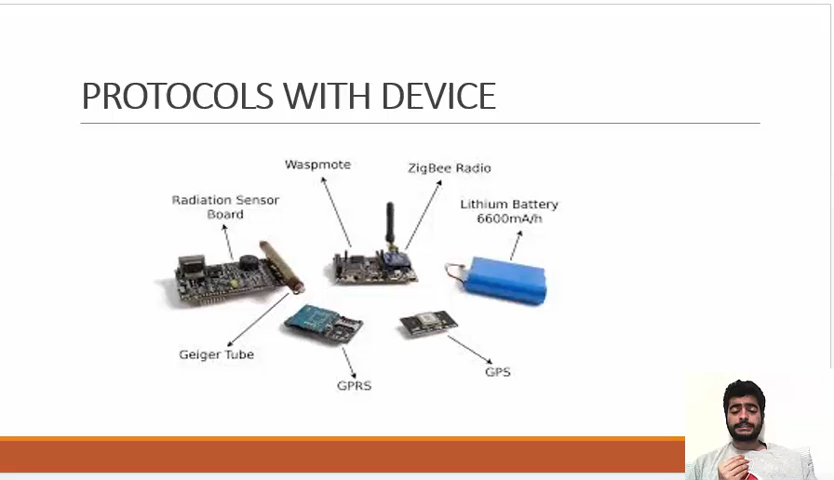 PROTOCOLS WITH DEVICE
Waspmote
ZigBee Radio
Radiation Sensor
Board
Lithium Battery
6600mA/h
Geiger Tube
GPRS
GPS